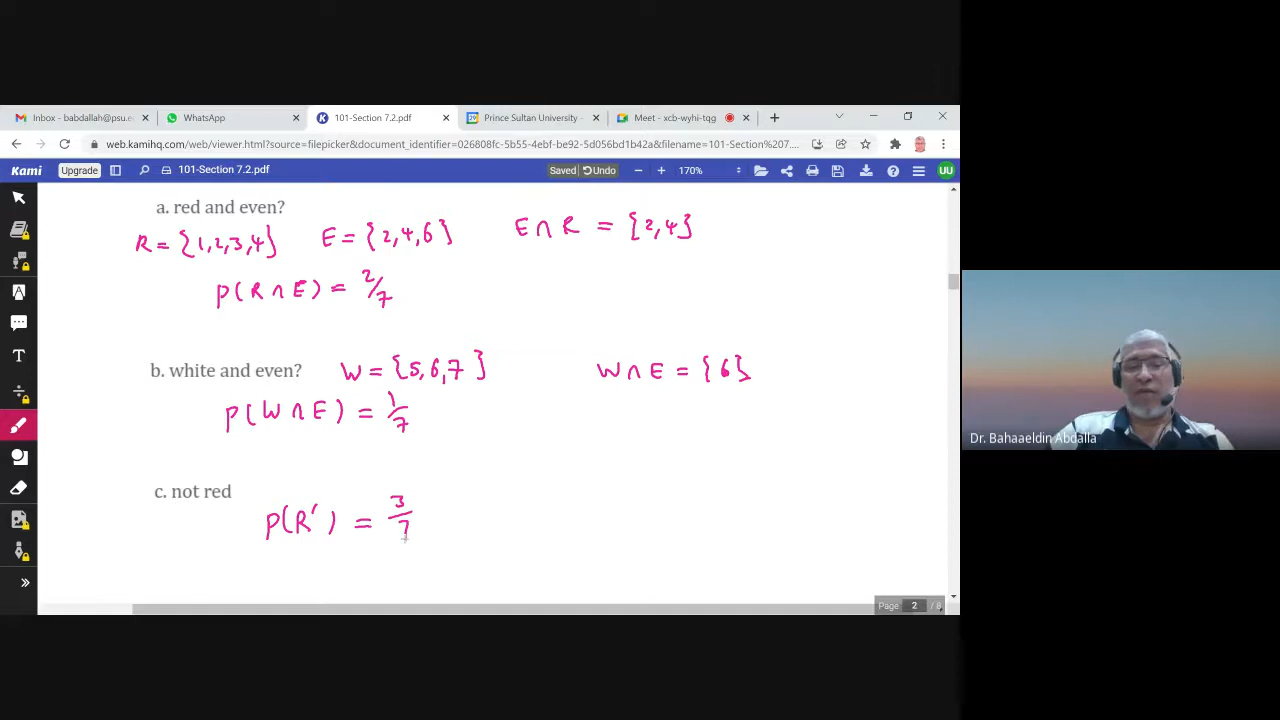 Inbox - babdallah@psu.e
WhatsApp
101-Section 7.2.pdf
Prince Sultan University -
Meet - xcb-wyhi-tqg
web.kamihq.com/web/viewer.html?source=filepicker&document_identifier=026808fc-5b55-4ebf-be92-5d056bd1b42a&filename=101-Section%207....
Kami Upgrade 101-Section 7.2.pdf Saved Undo 170% UU
a. red and even?
R = {1,2,3,4} E = {2,4,6} E ∩ R = {2,4}
P(R ∩ E) = 2/7
b. white and even? W = {5,6,7} W ∩ E = {6}
P(W ∩ E) = 1/7
c. not red
P(R') = 3/7
Dr. Bahaaeldin Abdalla
Page 2 / 8